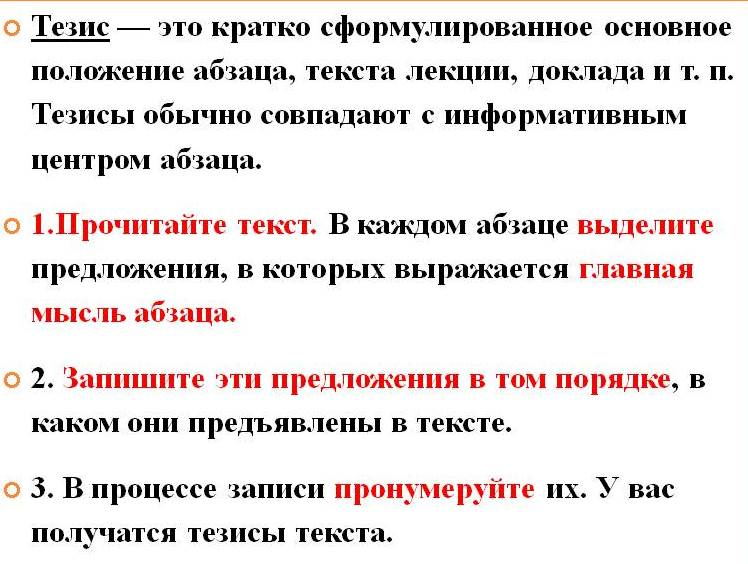 Тезис — это кратко сформулированное основное
положение абзаца, текста лекции, доклада и т. п.
Тезисы обычно совпадают с информативным
центром абзаца.
1.Прочитайте текст. В каждом абзаце выделите
предложения, в которых выражается главная
мысль абзаца.
2. Запишите эти предложения в том порядке, в
каком они предъявлены в тексте.
3. В процессе записи пронумеруйте их. У вас
получатся тезисы текста.